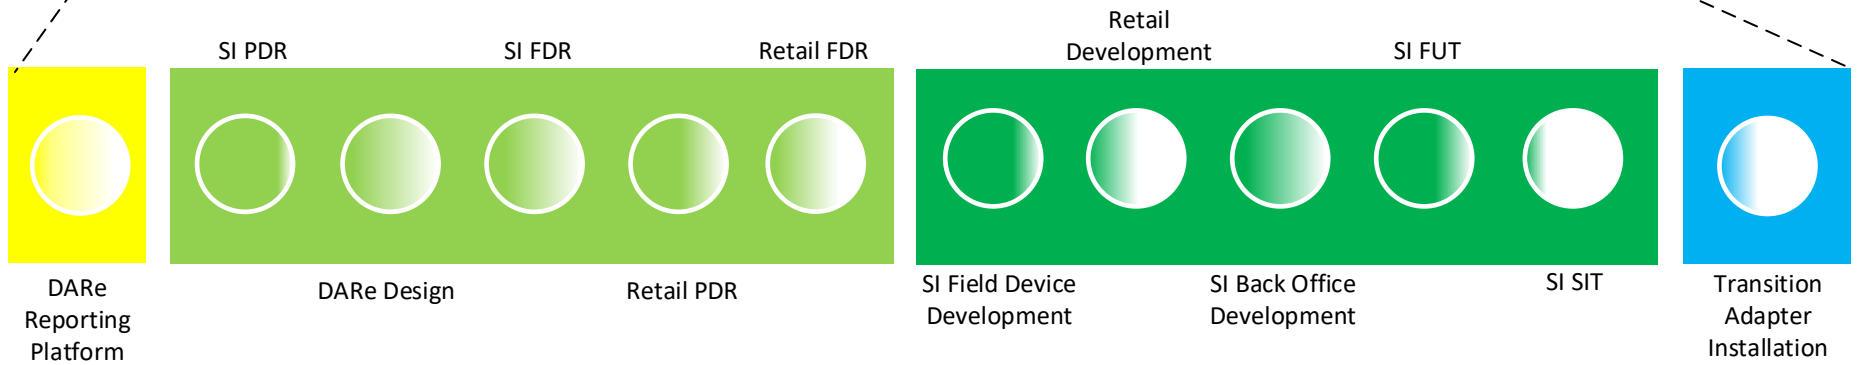 SI PDR
SI FDR
Retail FDR
Retail
Development
SI FUT
DARe
Reporting
Platform
DARe Design
Retail PDR
SI Field Device
Development
SI Back Office
Development
SI SIT
Transition
Adapter
Installation